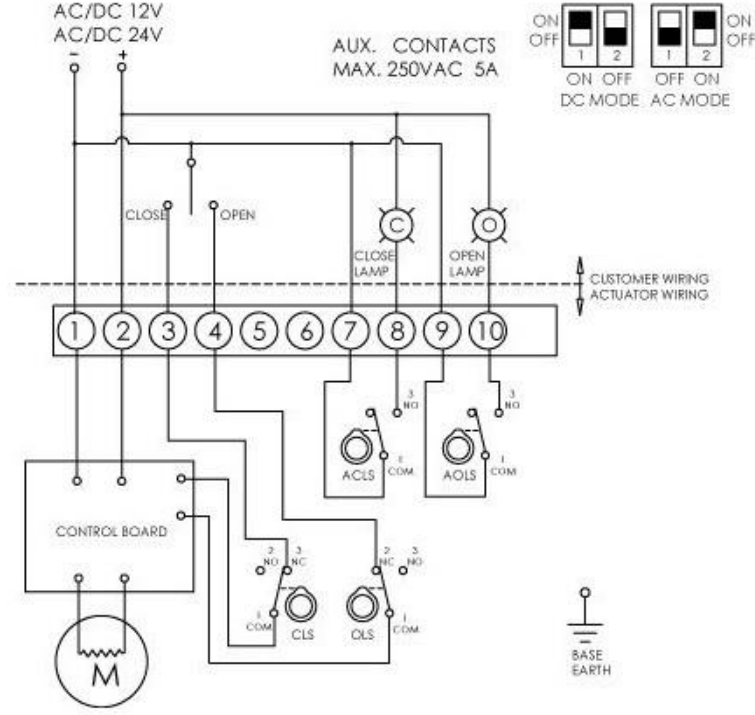 AC/DC 12V
AC/DC 24V
- +
AUX. CONTACTS
MAX. 250VAC 5A
ON
OFF
1 2
ON OFF
DC MODE
1 2
OFF ON
AC MODE
ON
OFF
CLOSE
OPEN
C
CLOSE
LAMP
O
OPEN
LAMP
CUSTOMER WIRING
ACTUATOR WIRING
1 2 3 4 5 6 7 8 9 10
3
NO
1
COM.
ACLS
3
NO
1
COM.
AOLS
CONTROL BOARD
2
NO
3
NC
1
COM.
CLS
2
NC
3
NO
1
COM.
OLS
M
BASE
EARTH